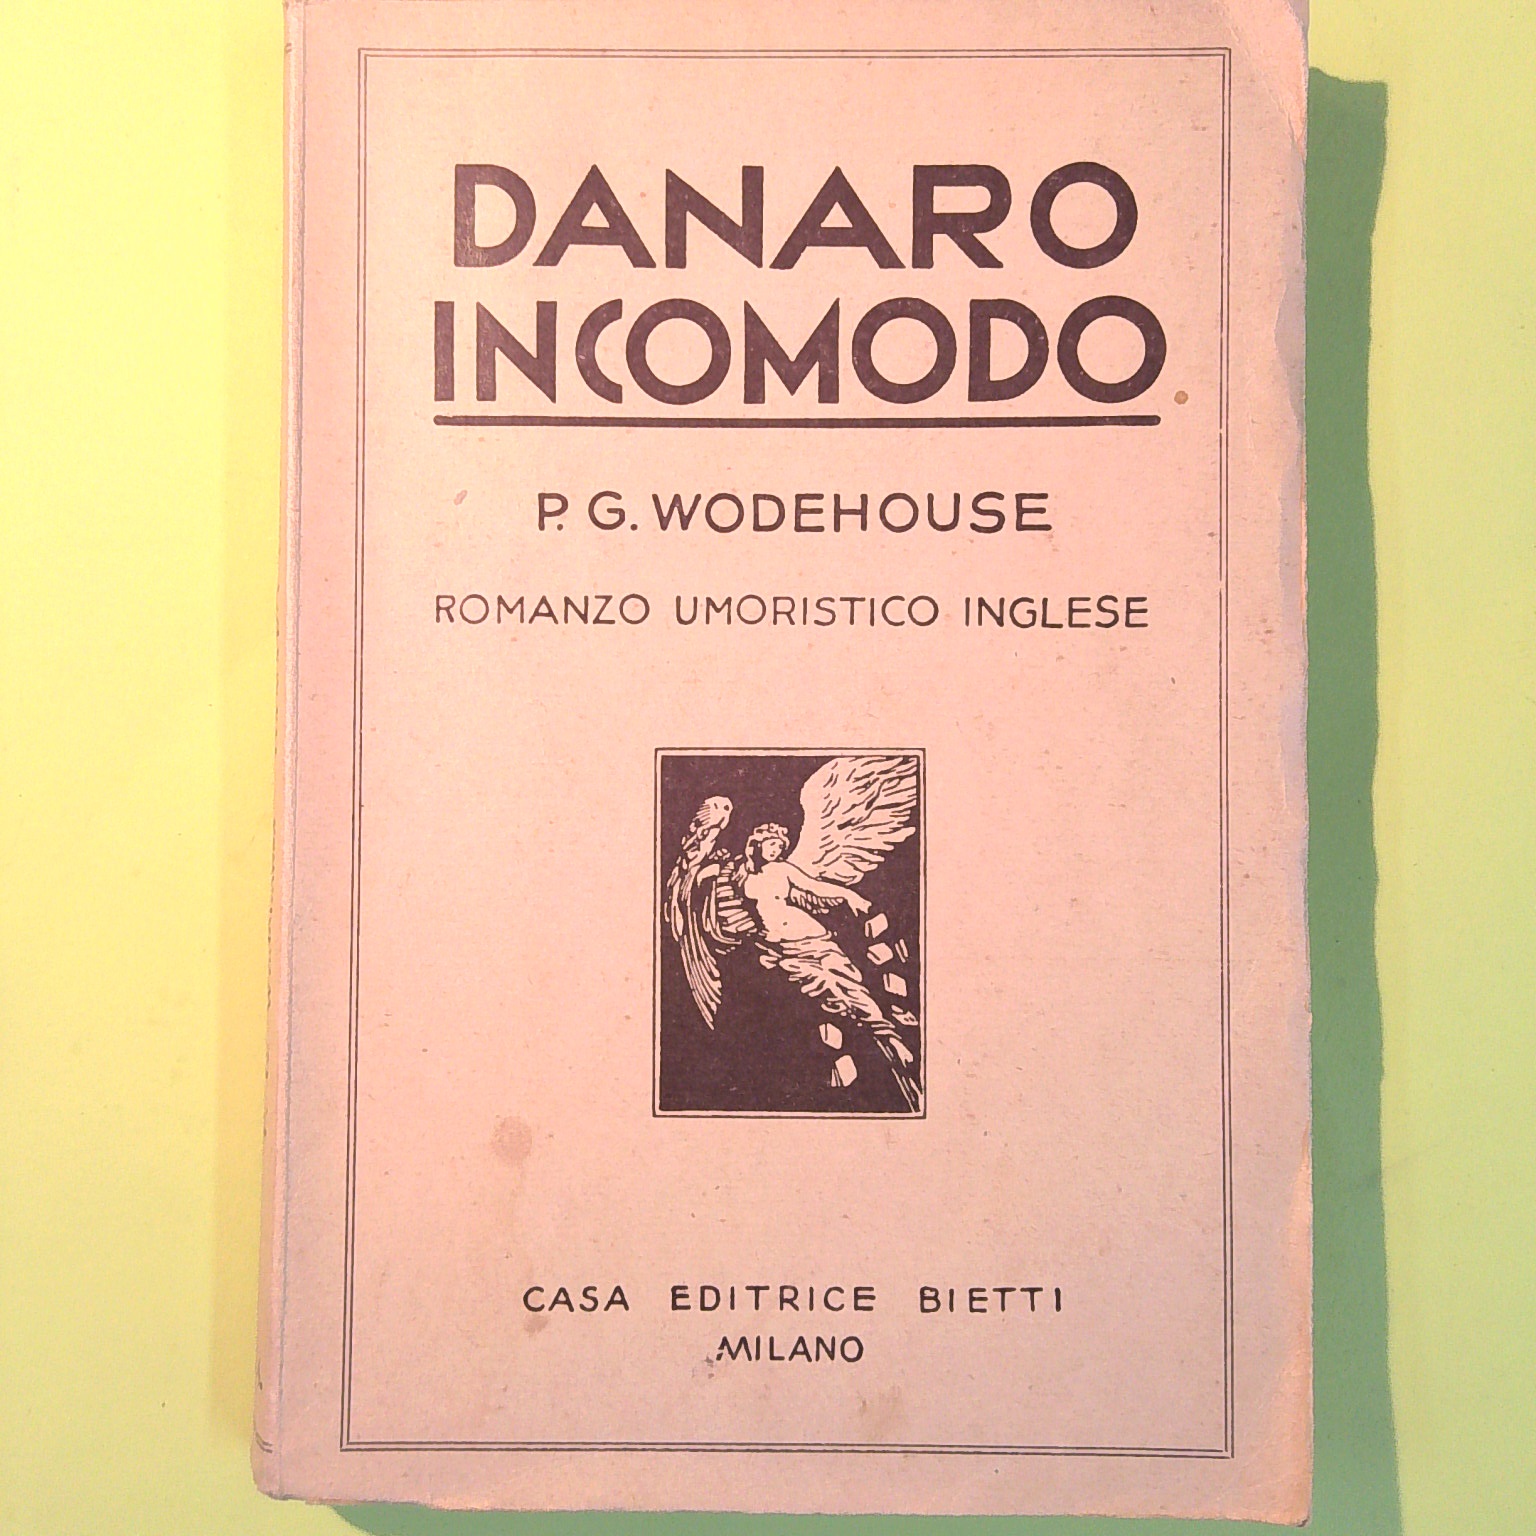 DANARO
INCOMODO
P. G. WODEHOUSE
ROMANZO UMORISTICO INGLESE
CASA EDITRICE BIETTI
MILANO